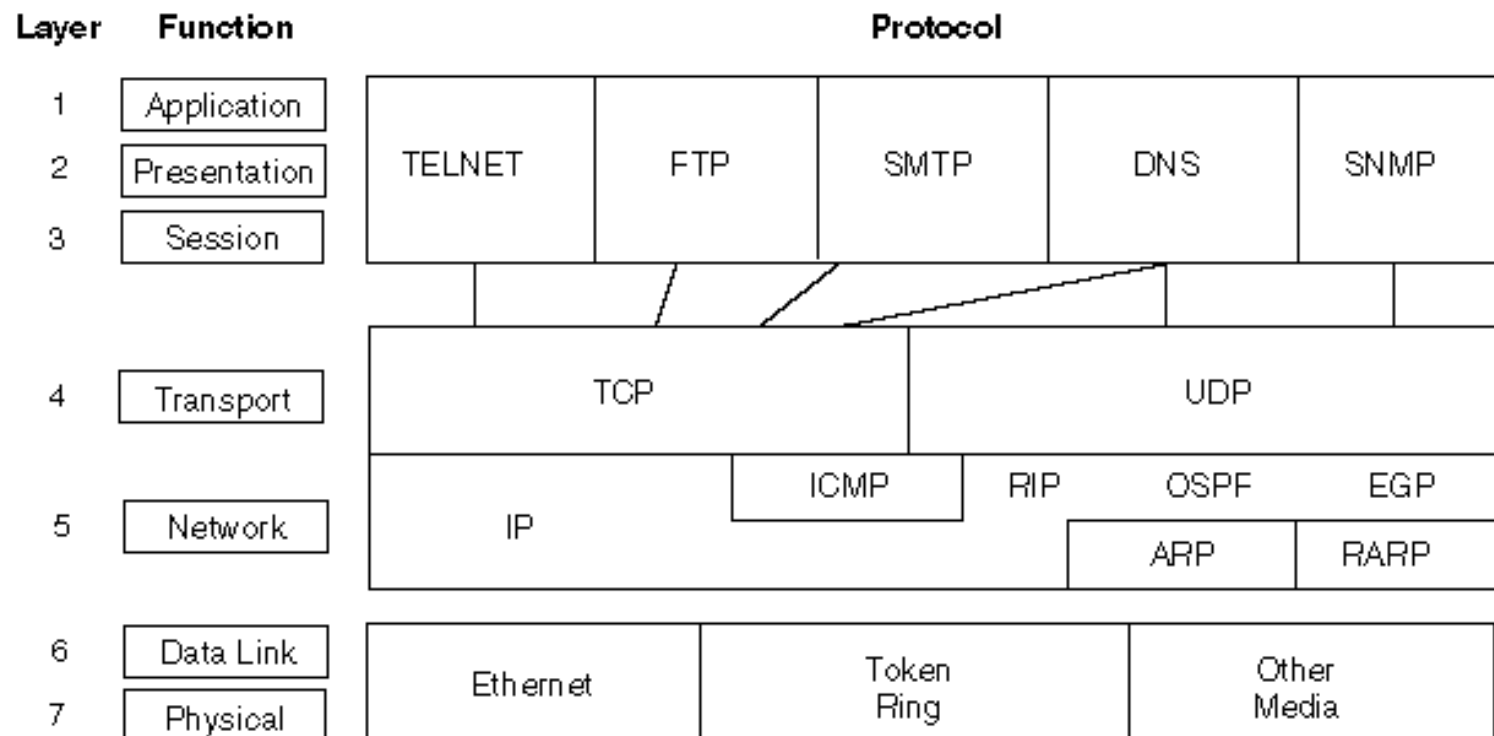 Layer Function Protocol
1 Application
2 Presentation TELNET FTP SMTP DNS SNMP
3 Session
4 Transport TCP UDP
ICMP RIP OSPF EGP
5 Network IP
ARP RARP
6 Data Link
Ethernet Token Ring Other Media
7 Physical